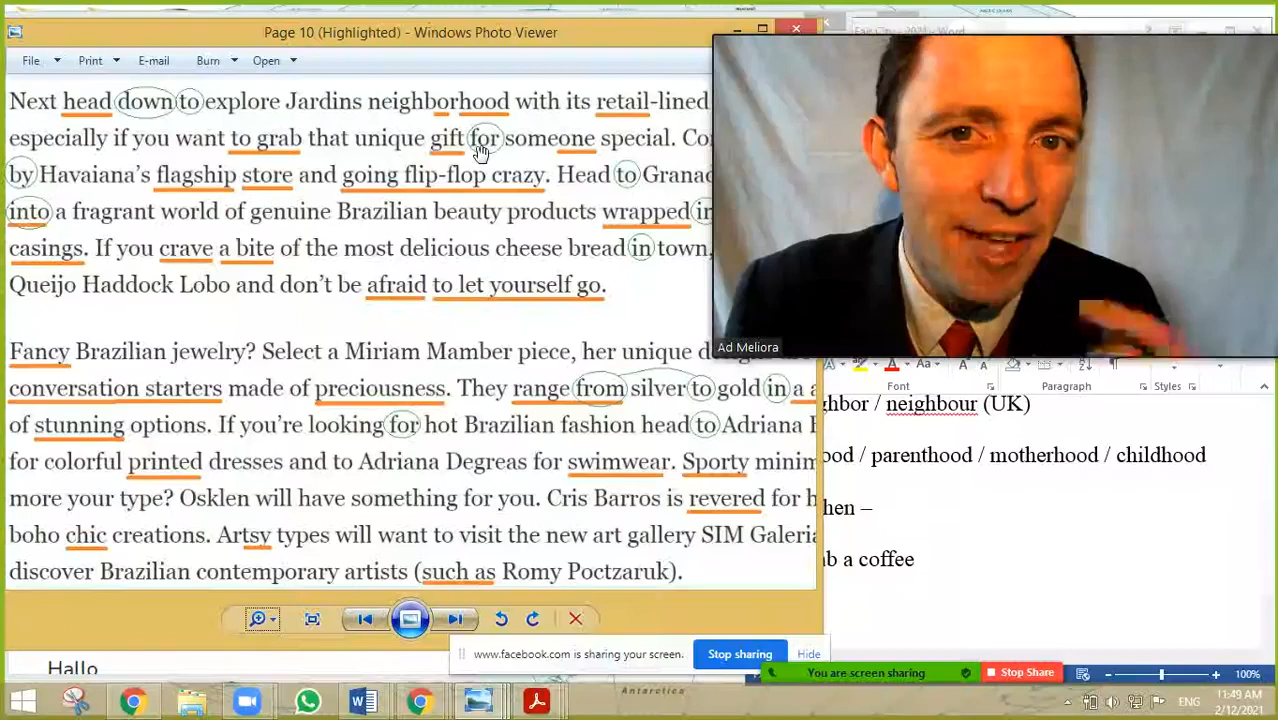 Page 10 (Highlighted) - Windows Photo Viewer
Word
File Print E-mail Burn Open
Next head down to explore Jardins neighborhood with its retail-lined
especially if you want to grab that unique gift for someone special.
by Havaiana's flagship store and going flip-flop crazy. Head to
into a fragrant world of genuine Brazilian beauty products wrapped
casings. If you crave a bite of the most delicious cheese bread in town,
Queijo Haddock Lobo and don't be afraid to let yourself go.
Fancy Brazilian jewelry? Select a Miriam Mamber piece, her unique
conversation starters made of preciousness. They range from silver to gold in a
of stunning options. If you're looking for hot Brazilian fashion head to Adriana
for colorful printed dresses and to Adriana Degreas for swimwear. Sporty
more your type? Osklen will have something for you. Cris Barros is revered for
boho chic creations. Artsy types will want to visit the new art gallery SIM
discover Brazilian contemporary artists (such as Romy Poctzaruk).
Ad Meliora
Font Paragraph Styles
/ neighbour (UK)
/ parenthood / motherhood / childhood
–
a coffee
www.facebook.com is sharing your screen. Stop sharing Hide
Hallo
You are screen sharing Stop Share
100%
Antarctica
ENG
11:49 AM
2/12/2021